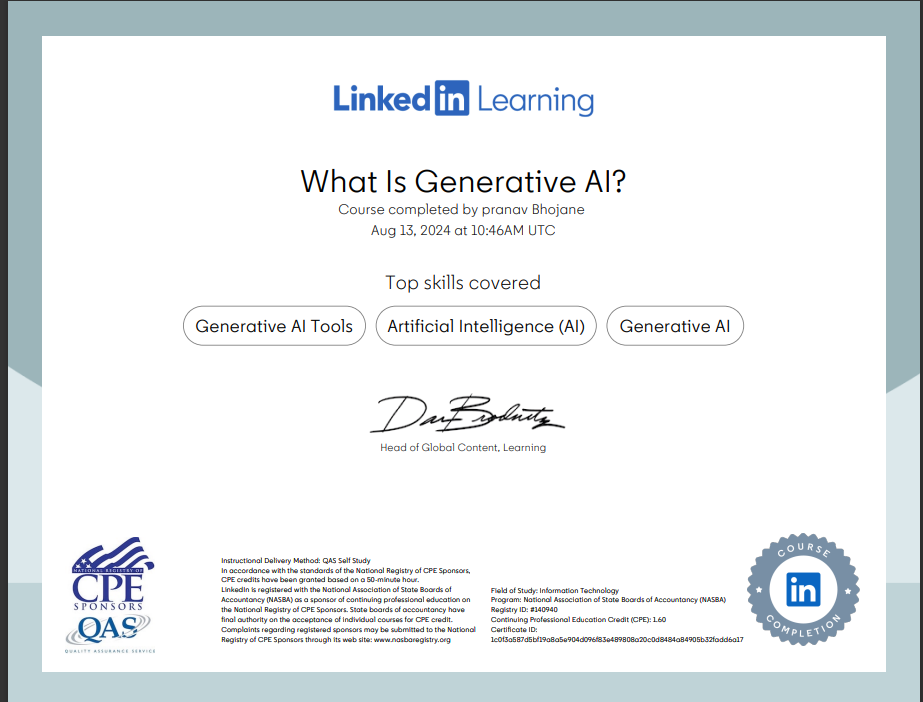 LinkedIn Learning
What Is Generative AI?
Course completed by pranav Bhojane
Aug 13, 2024 at 10:46AM UTC
Top skills covered
Generative AI Tools
Artificial Intelligence (AI)
Generative AI
Head of Global Content, Learning
NATIONAL REGISTRY OF
CPE
SPONSORS
QAS
QUALITY ASSURANCE SERVICE
Instructional Delivery Method: QAS Self Study
In accordance with the standards of the National Registry of CPE Sponsors,
CPE credits have been granted based on a 50-minute hour.
LinkedIn is registered with the National Association of State Boards of
Accountancy (NASBA) as a sponsor of continuing professional education on
the National Registry of CPE Sponsors. State boards of accountancy have
final authority on the acceptance of individual courses for CPE credit.
Complaints regarding registered sponsors may be submitted to the National
Registry of CPE Sponsors through its web site: www.nasbaregistry.org
Field of Study: Information Technology
Program: National Association of State Boards of Accountancy (NASBA)
Registry ID: #140940
Continuing Professional Education Credit (CPE): 1.60
Certificate ID:
COURSE
in
COMPLETION